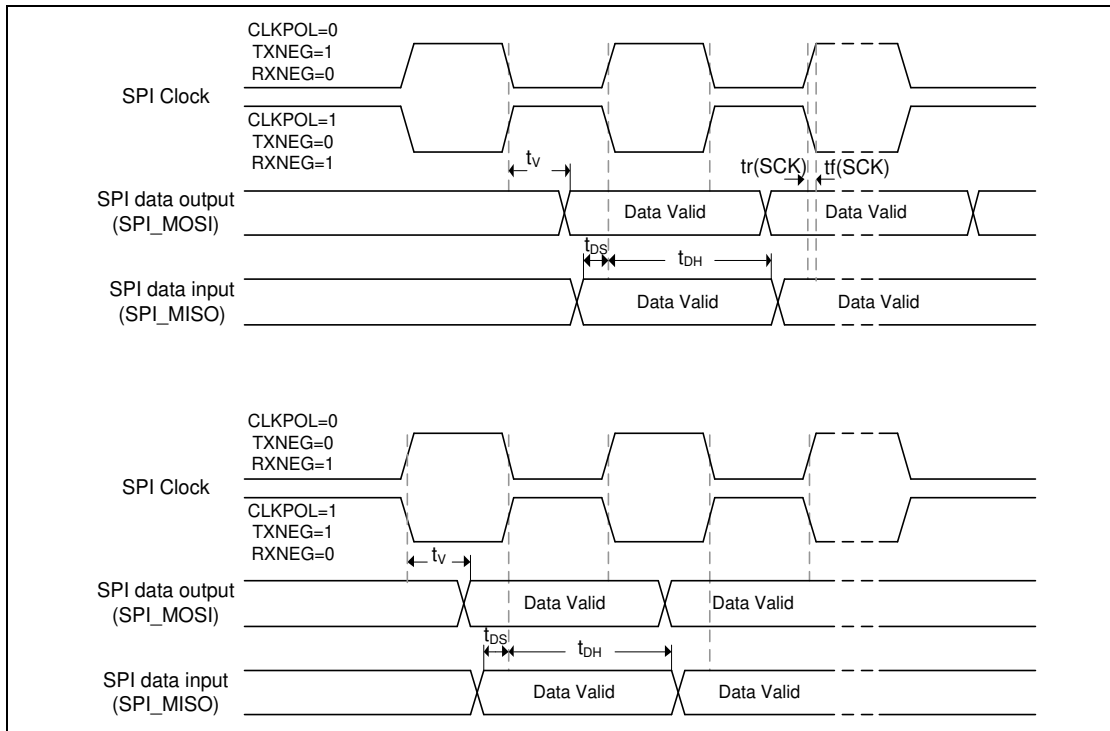 CLKPOL=0
TXNEG=1
RXNEG=0
SPI Clock
CLKPOL=1
TXNEG=0
RXNEG=1
tV
tr(SCK)
tf(SCK)
SPI data output
(SPI_MOSI)
Data Valid
Data Valid
tDS
tDH
SPI data input
(SPI_MISO)
Data Valid
Data Valid
CLKPOL=0
TXNEG=0
RXNEG=1
SPI Clock
CLKPOL=1
TXNEG=1
RXNEG=0
tV
SPI data output
(SPI_MOSI)
Data Valid
Data Valid
tDS
tDH
SPI data input
(SPI_MISO)
Data Valid
Data Valid